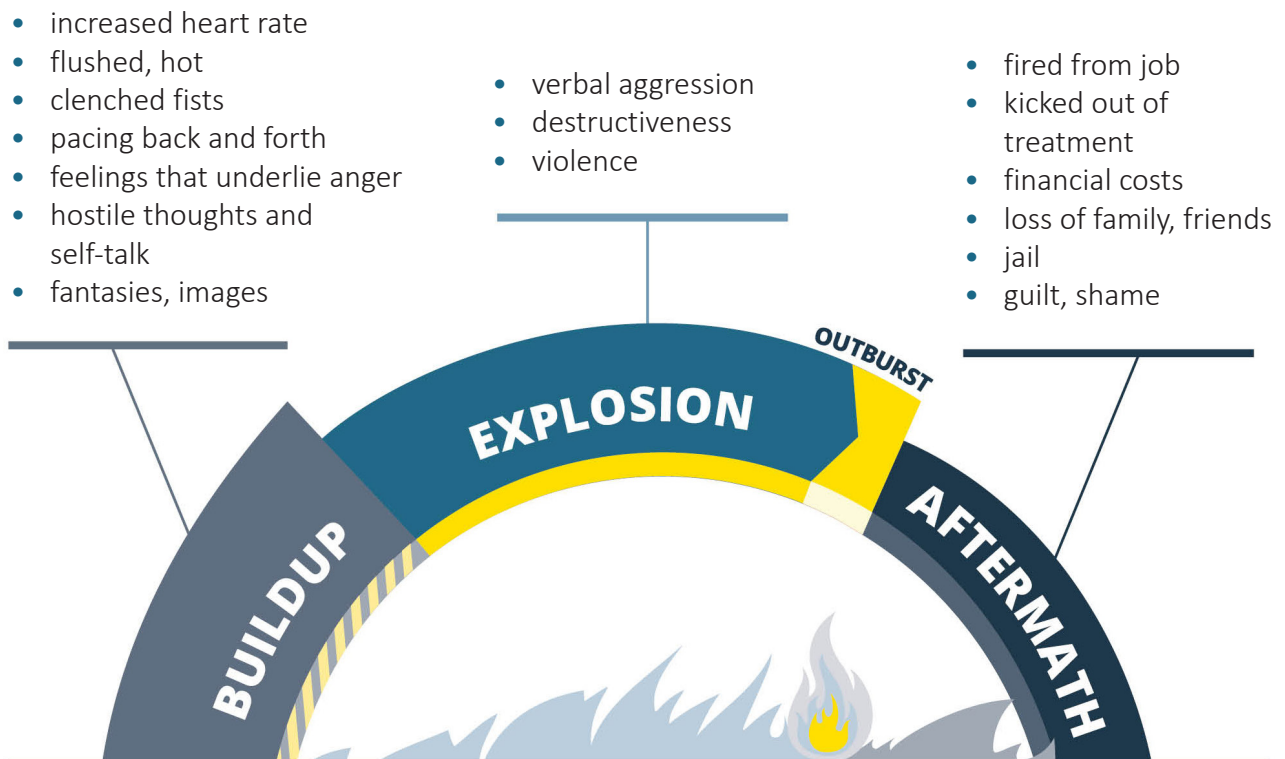 • increased heart rate
• flushed, hot
• clenched fists
• pacing back and forth
• feelings that underlie anger
• hostile thoughts and
self-talk
• fantasies, images
• verbal aggression
• destructiveness
• violence
• fired from job
• kicked out of
treatment
• financial costs
• loss of family, friends
• jail
• guilt, shame
BUILDUP
EXPLOSION
OUTBURST
AFTERMATH